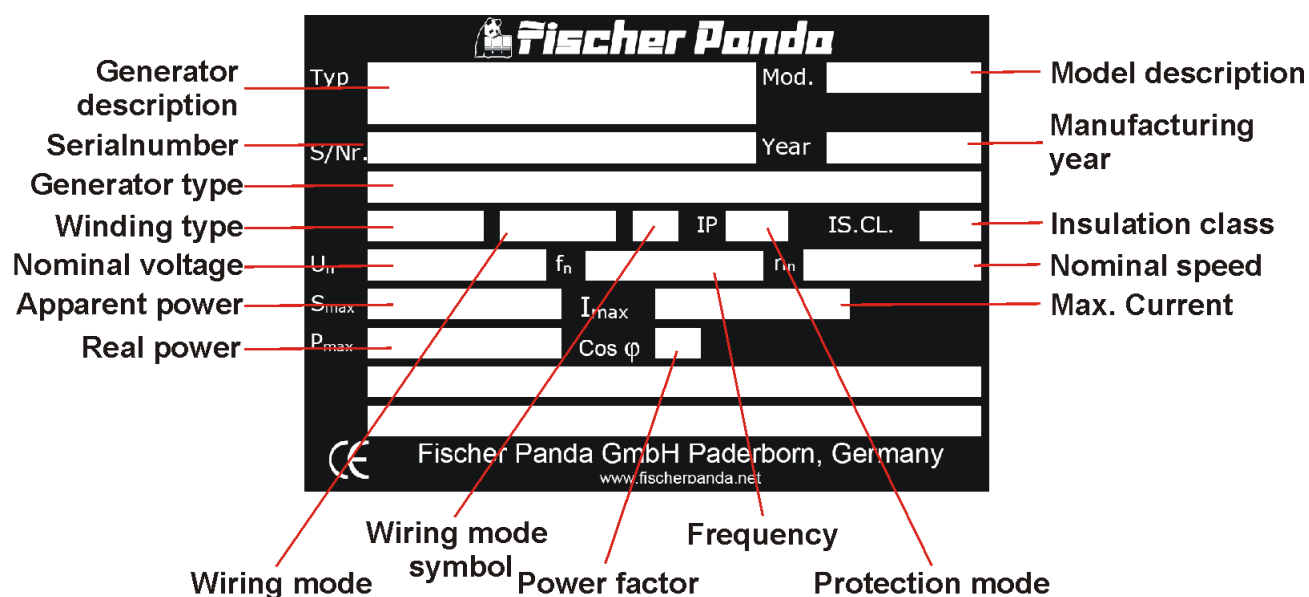 Fischer Panda
Generator description Typ Mod. Model description
Serialnumber S/Nr. Year Manufacturing year
Generator type
Winding type IP IS.CL. Insulation class
Nominal voltage Un fn nn Nominal speed
Apparent power Smax Imax Max. Current
Real power Pmax Cos φ
CE Fischer Panda GmbH Paderborn, Germany
www.fischerpanda.net
Wiring mode Wiring mode symbol Power factor Frequency Protection mode